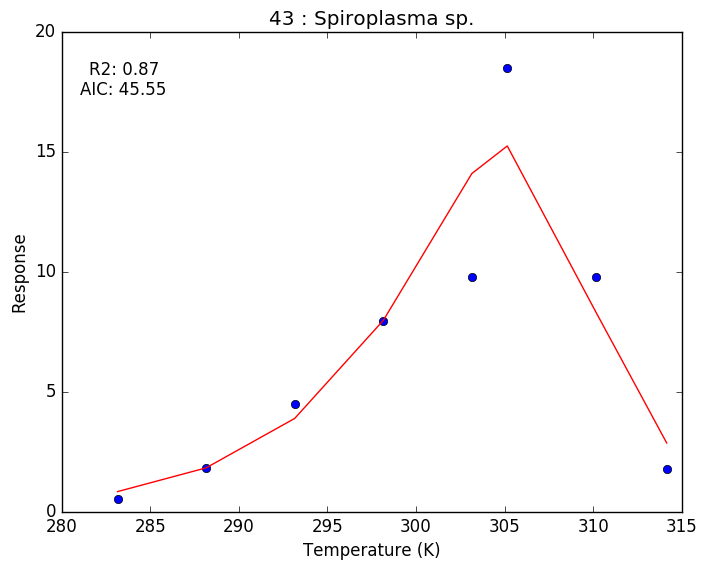 43 : Spiroplasma sp.
R2: 0.87
AIC: 45.55
Response
20
15
10
5
0
280 285 290 295 300 305 310 315
Temperature (K)